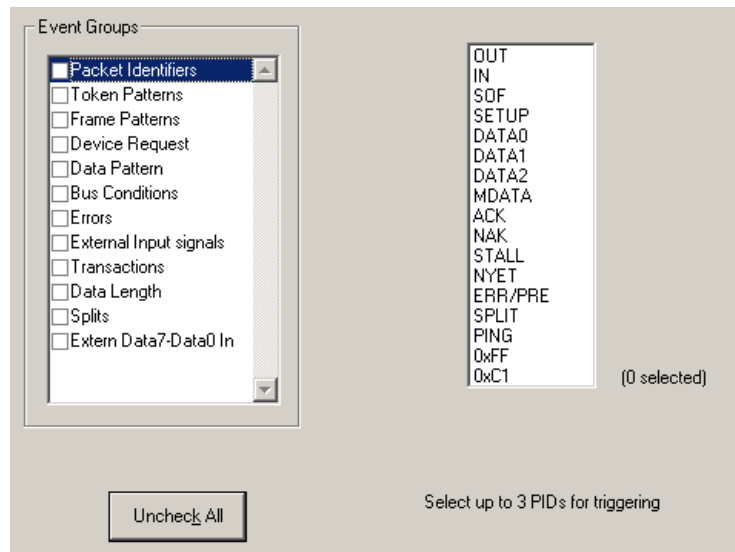 Event Groups
Packet Identifiers
Token Patterns
Frame Patterns
Device Request
Data Pattern
Bus Conditions
Errors
External Input signals
Transactions
Data Length
Splits
Extern Data7-Data0 In
OUT
IN
SOF
SETUP
DATA0
DATA1
DATA2
MDATA
ACK
NAK
STALL
NYET
ERR/PRE
SPLIT
PING
0xFF
0xC1
(0 selected)
Uncheck All
Select up to 3 PIDs for triggering